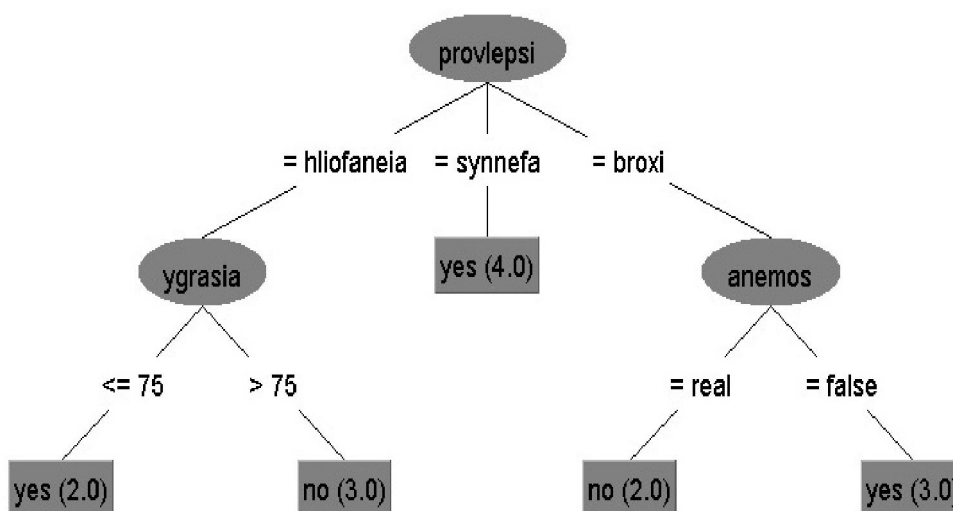 provlepsi
= hliofaneia = synnefa = broxi
ygrasia yes (4.0) anemos
<= 75 > 75 = real = false
yes (2.0) no (3.0) no (2.0) yes (3.0)